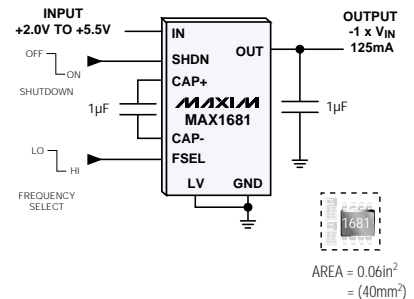 INPUT
+2.0V TO +5.5V
OUTPUT
-1 x VIN
125mA
IN
OUT
OFF
ON
SHUTDOWN
SHDN
CAP+
1µF
MAXIM
MAX1681
1µF
CAP-
LO
HI
FREQUENCY
SELECT
FSEL
LV
GND
1681
AREA = 0.06in²
= (40mm²)